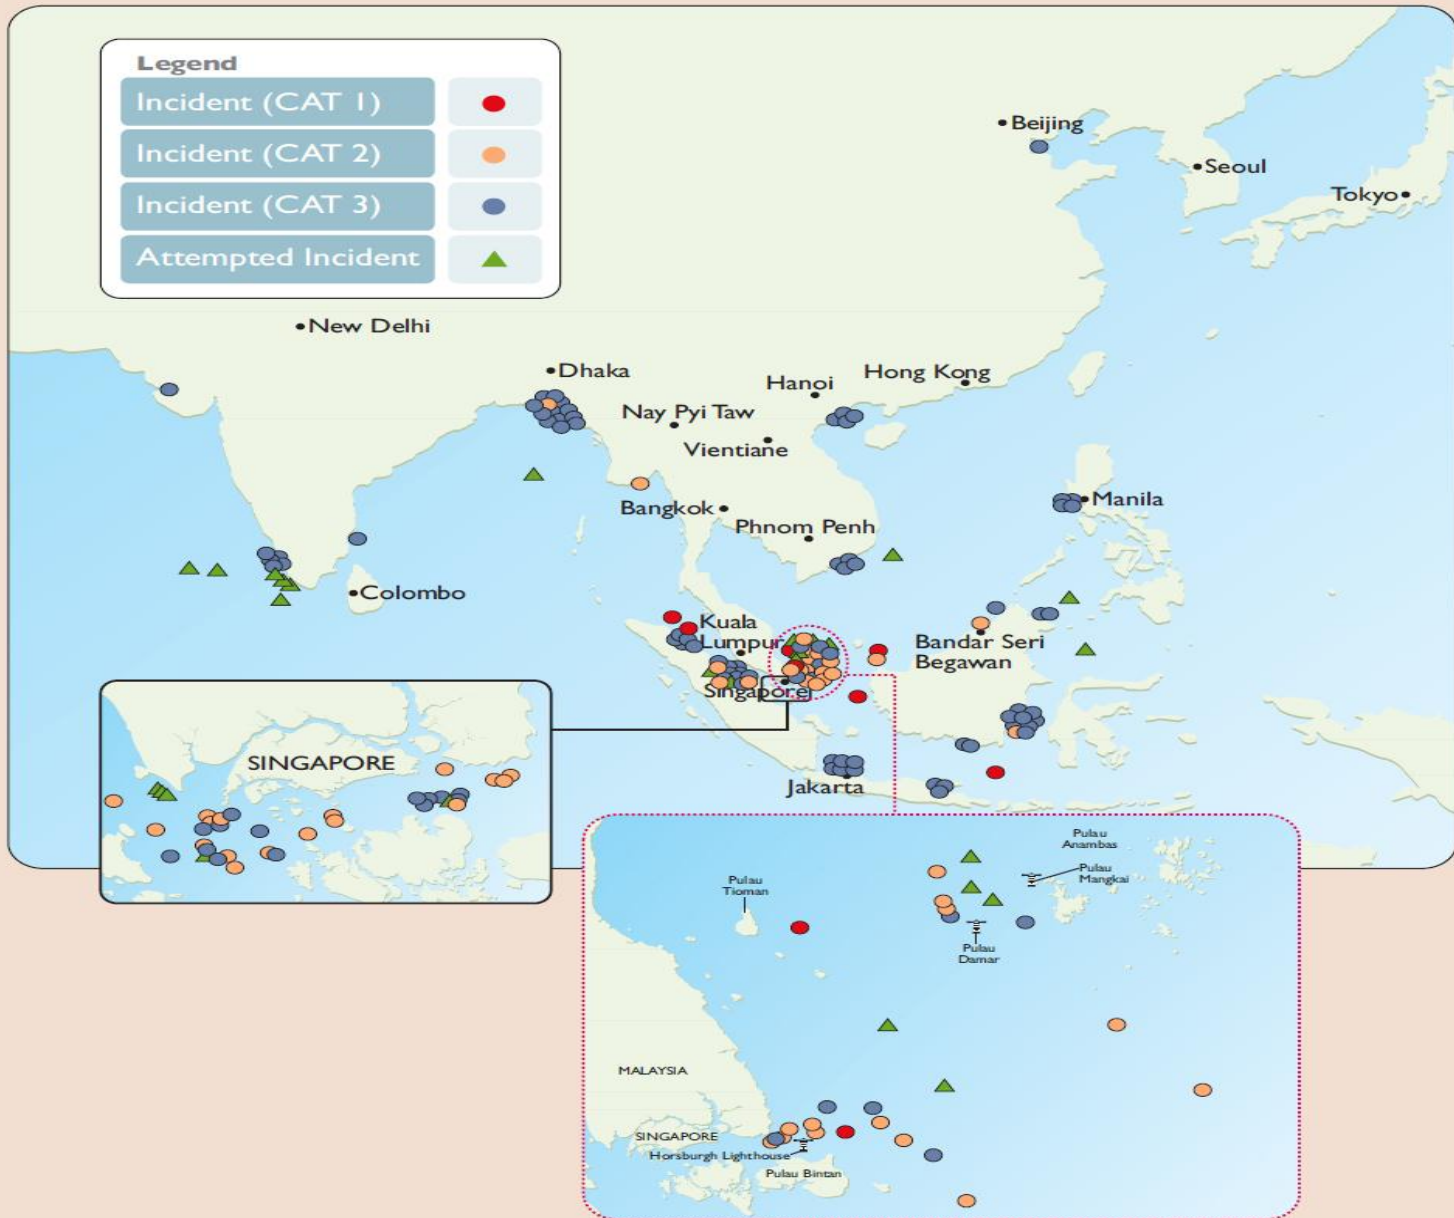 Legend
Incident (CAT 1)
Incident (CAT 2)
Incident (CAT 3)
Attempted Incident
Beijing
Seoul
Tokyo
New Delhi
Dhaka
Hanoi
Hong Kong
Nay Pyi Taw
Vientiane
Bangkok
Manila
Phnom Penh
Colombo
Kuala
Lumpur
Bandar Seri
Begawan
Singapore
Jakarta
SINGAPORE
Pulau
Anambas
Pulau
Mangkai
Pulau
Tioman
Pulau
Damar
MALAYSIA
SINGAPORE
Horsburgh Lighthouse
Pulau Bintan